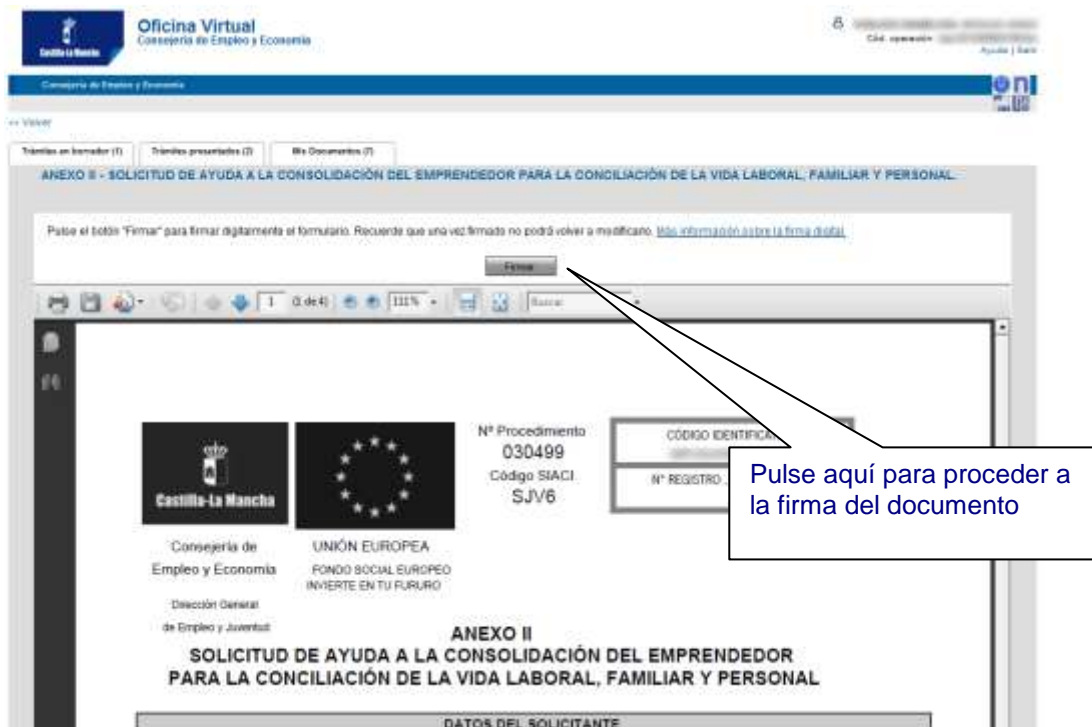 Oficina Virtual
Consejería de Empleo y Economía
Castilla-La Mancha
Cód. operación
Ayuda | Salir
Consejería de Empleo y Economía
<< Volver
Trámites en borrador (1) Trámites presentados (2) Mis Documentos (7)
ANEXO II - SOLICITUD DE AYUDA A LA CONSOLIDACIÓN DEL EMPRENDEDOR PARA LA CONCILIACIÓN DE LA VIDA LABORAL, FAMILIAR Y PERSONAL.
Pulse el botón "Firmar" para firmar digitalmente el formulario. Recuerde que una vez firmado no podrá volver a modificarlo. Más información sobre la firma digital.
Firmar
1 (1 de 4) 111% Buscar
Nº Procedimiento
030499
Código SIACI
SJV6
CÓDIGO IDENTIFICA
Nº REGISTRO
Pulse aquí para proceder a
la firma del documento
Castilla-La Mancha
Consejería de
Empleo y Economía
UNIÓN EUROPEA
FONDO SOCIAL EUROPEO
INVIERTE EN TU FURURO
Dirección General
de Empleo y Juventud
ANEXO II
SOLICITUD DE AYUDA A LA CONSOLIDACIÓN DEL EMPRENDEDOR
PARA LA CONCILIACIÓN DE LA VIDA LABORAL, FAMILIAR Y PERSONAL
DATOS DEL SOLICITANTE